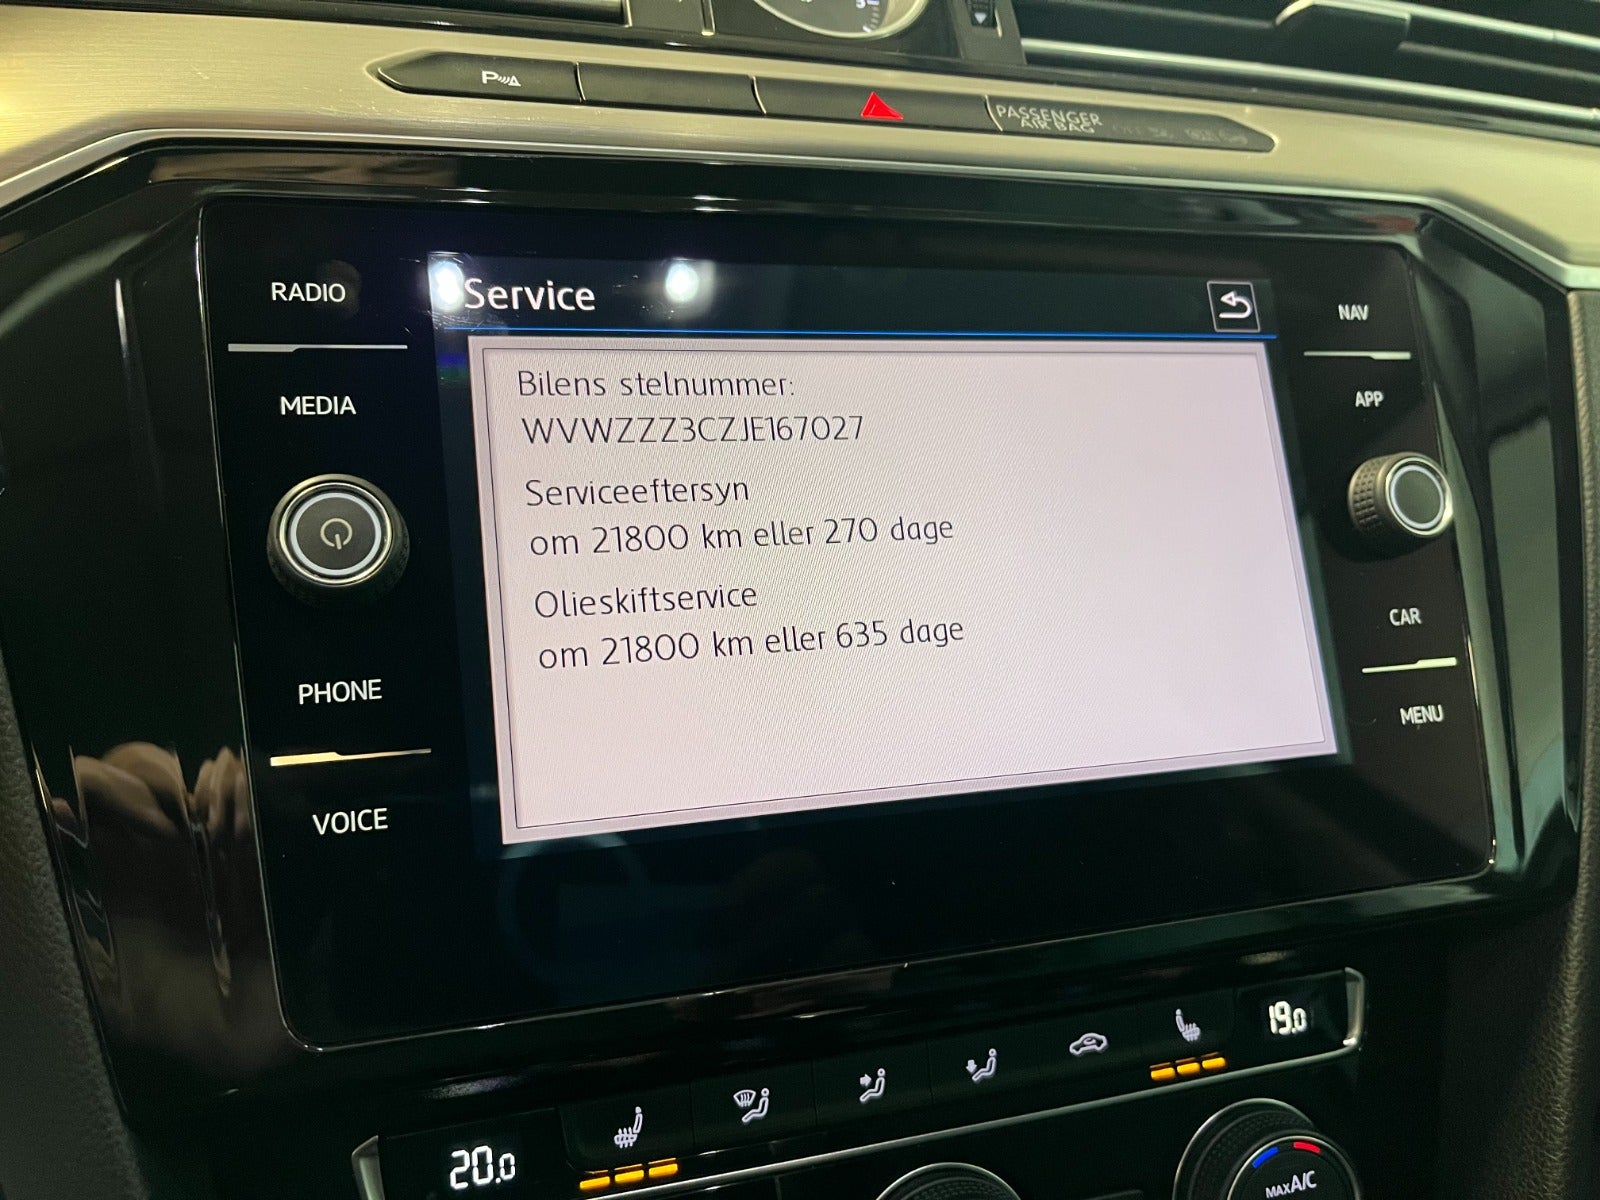 P
PASSENGER
AIR BAG
RADIO
MEDIA
PHONE
VOICE
Service
Bilens stelnummer:
WVWZZZ3CZJE167027
Serviceeftersyn
om 21800 km eller 270 dage
Olieskiftservice
om 21800 km eller 635 dage
NAV
APP
CAR
MENU
20.0
19.0
MAX A/C